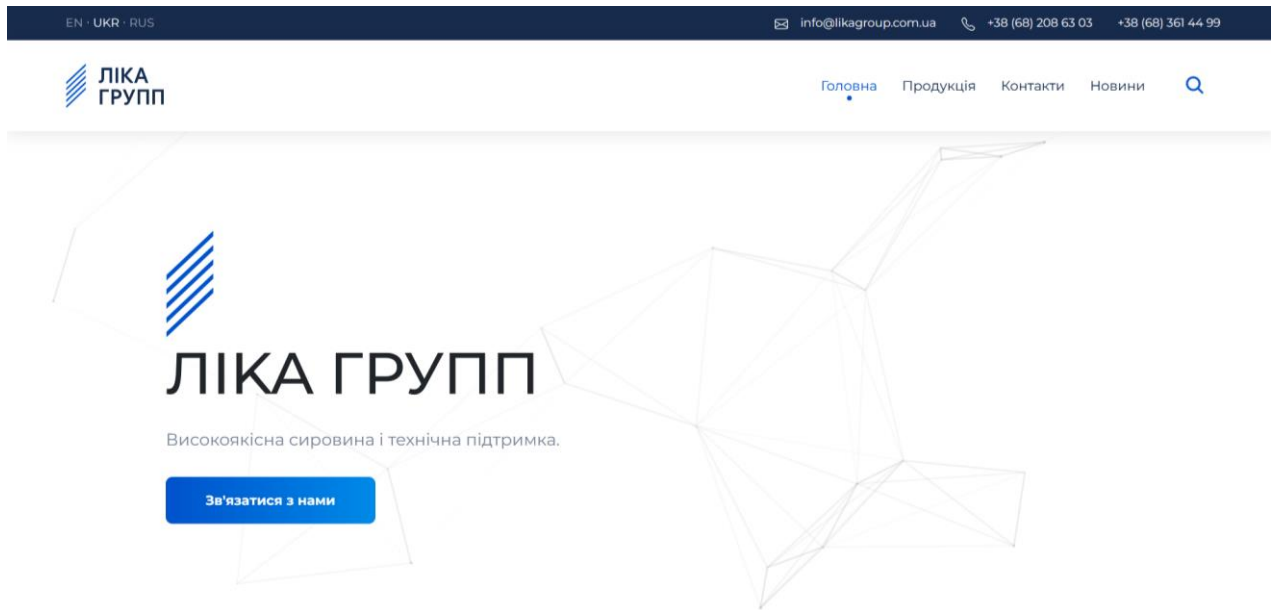 EN · UKR · RUS
info@likagroup.com.ua +38 (68) 208 63 03 +38 (68) 361 44 99
ЛІКА
ГРУПП
Головна Продукція Контакти Новини
ЛІКА ГРУПП
Високоякісна сировина і технічна підтримка.
Зв'язатися з нами